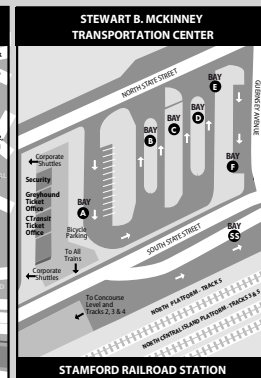 STEWART B. MCKINNEY
TRANSPORTATION CENTER
NORTH STATE STREET
GUERNSEY AVENUE
BAY
E
BAY
D
BAY
C
BAY
B
BAY
F
Corporate
Shuttles
Security
Greyhound
Ticket
Office
CTransit
Ticket
Office
BAY
A
Bicycle
Parking
SOUTH STATE STREET
BAY
SS
To All
Trains
Corporate
Shuttles
To Concourse
Level and
Tracks 2, 3 & 4
NORTH PLATFORM - TRACK 5
NORTH CENTRAL ISLAND PLATFORM - TRACKS 3 & 5
STAMFORD RAILROAD STATION